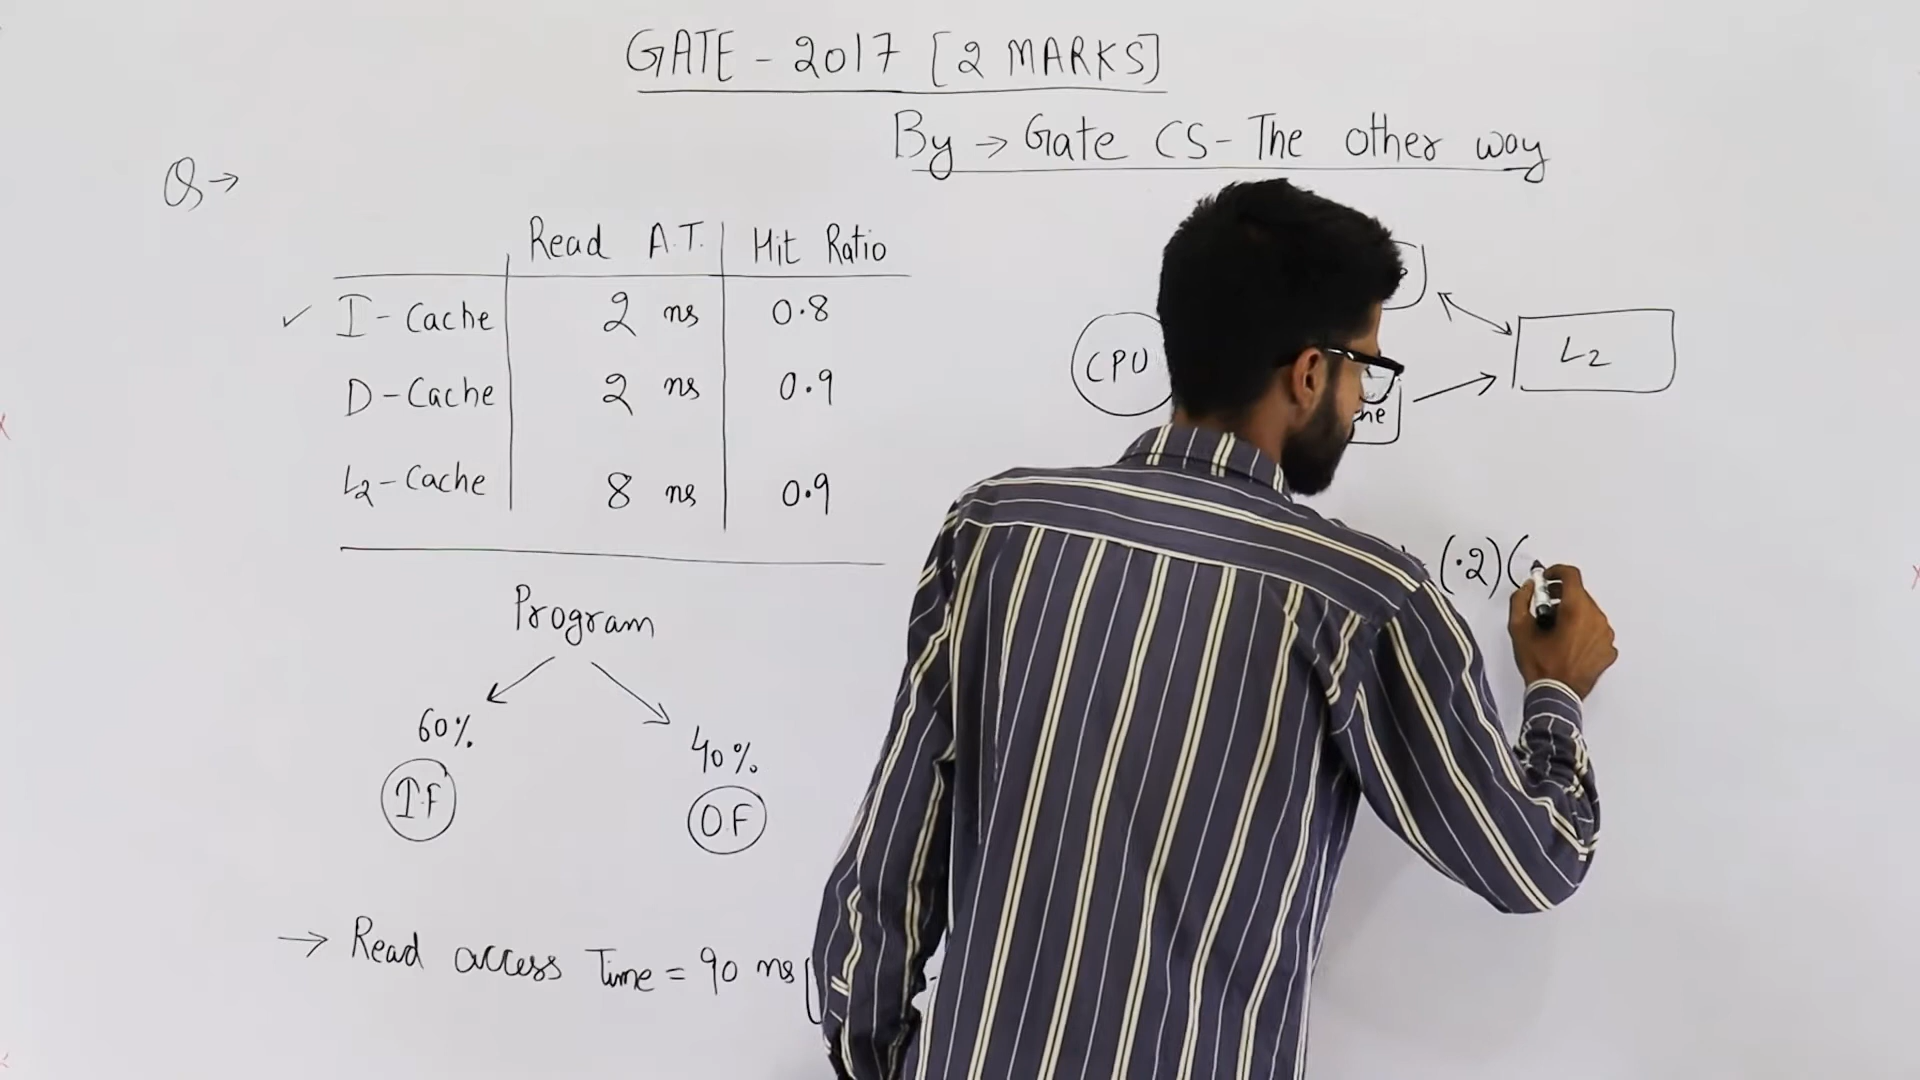 GATE - 2017 [2 MARKS]
By → Gate CS - The other way
Q →
Read A.T. Hit Ratio
✓ I - Cache 2 ns 0.8
D - Cache 2 ns 0.9
L2 - Cache 8 ns 0.9
Program
60% 40%
I.F O.F
→ Read access Time = 90 ns [
CPU
L2
he
(.2)(